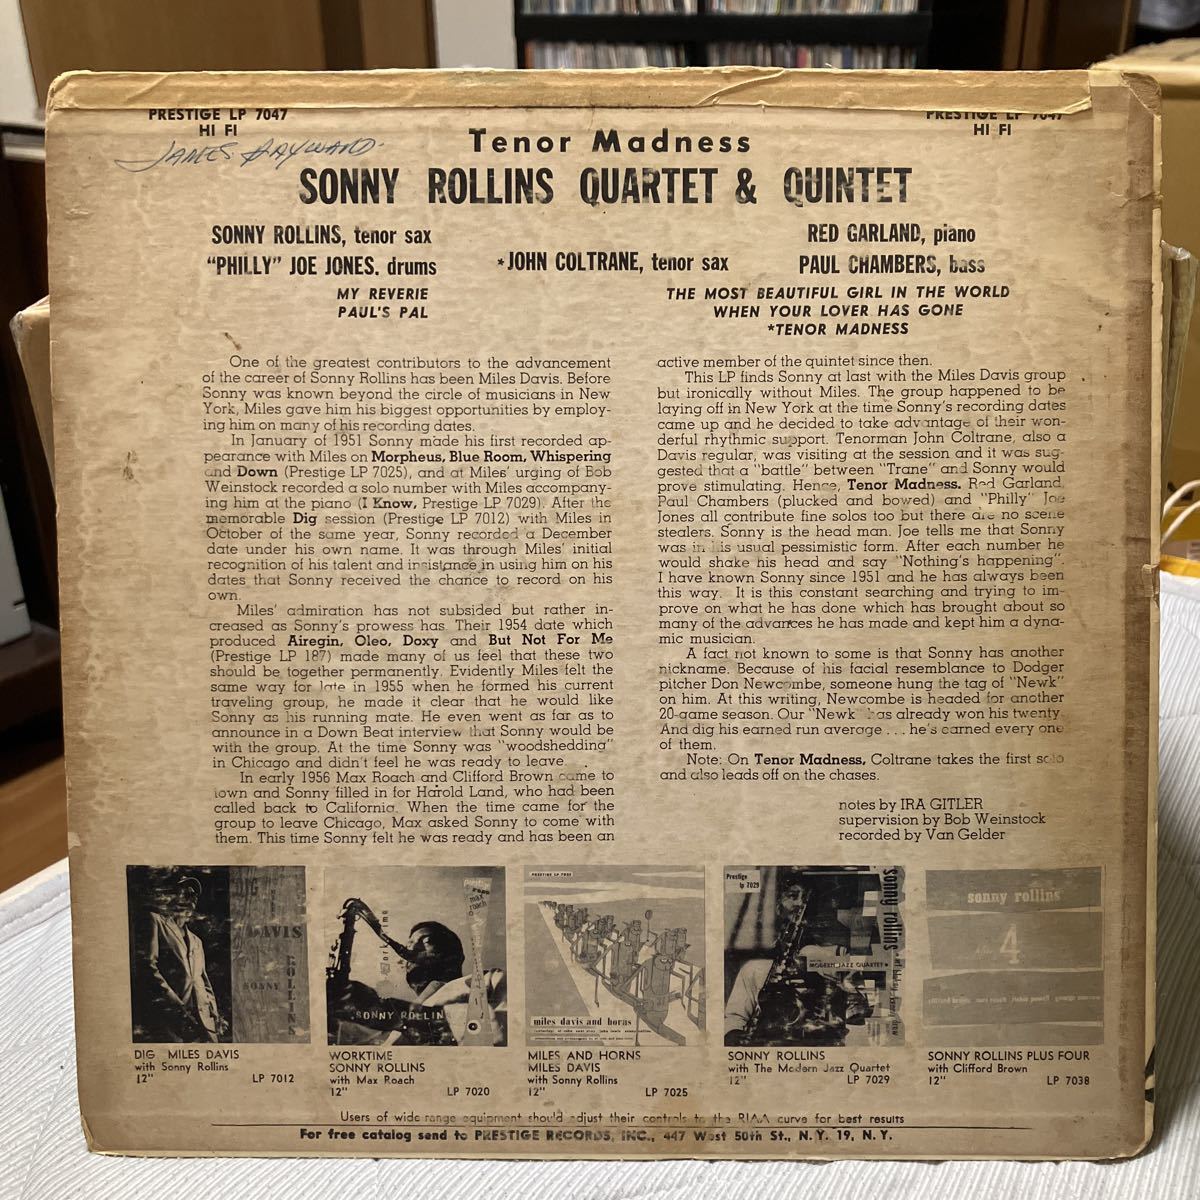 PRESTIGE LP 7047
HI FI
JAMES HAYWARD
PRESTIGE LP 7047
HI FI
Tenor Madness
SONNY ROLLINS QUARTET & QUINTET
SONNY ROLLINS, tenor sax
"PHILLY" JOE JONES, drums
*JOHN COLTRANE, tenor sax
RED GARLAND, piano
PAUL CHAMBERS, bass
MY REVERIE
PAUL'S PAL
THE MOST BEAUTIFUL GIRL IN THE WORLD
WHEN YOUR LOVER HAS GONE
*TENOR MADNESS
One of the greatest contributors to the advancement
of the career of Sonny Rollins has been Miles Davis. Before
Sonny was known beyond the circle of musicians in New
York, Miles gave him his biggest opportunities by employ-
ing him on many of his recording dates.
In January of 1951 Sonny made his first recorded ap-
pearance with Miles on Morpheus, Blue Room, Whispering
and Down (Prestige LP 7025), and at Miles' urging of Bob
Weinstock recorded a solo number with Miles accompany-
ing him at the piano (I Know, Prestige LP 7029). After the
memorable Dig session (Prestige LP 7012) with Miles in
October of the same year, Sonny recorded a December
date under his own name. It was through Miles' initial
recognition of his talent and insistance in using him on his
dates that Sonny received the chance to record on his
own.
Miles' admiration has not subsided but rather in-
creased as Sonny's prowess has. Their 1954 date which
produced Airegin, Oleo, Doxy and But Not For Me
(Prestige LP 187) made many of us feel that these two
should be together permanently. Evidently Miles felt the
same way for late in 1955 when he formed his current
traveling group, he made it clear that he would like
Sonny as his running mate. He even went as far as to
announce in a Down Beat interview that Sonny would be
with the group. At the time Sonny was "woodshedding"
in Chicago and didn't feel he was ready to leave.
In early 1956 Max Roach and Clifford Brown came to
town and Sonny filled in for Harold Land, who had been
called back to California. When the time came for the
group to leave Chicago, Max asked Sonny to come with
them. This time Sonny felt he was ready and has been an
active member of the quintet since then.
This LP finds Sonny at last with the Miles Davis group
but ironically without Miles. The group happened to be
laying off in New York at the time Sonny's recording dates
came up and he decided to take advantage of their won-
derful rhythmic support. Tenorman John Coltrane, also a
Davis regular, was visiting at the session and it was sug-
gested that a "battle" between "Trane" and Sonny would
prove stimulating. Hence, Tenor Madness. Red Garland,
Paul Chambers (plucked and bowed) and "Philly" Joe
Jones all contribute fine solos too but there are no scene
stealers. Sonny is the head man. Joe tells me that Sonny
was in his usual pessimistic form. After each number he
would shake his head and say "Nothing's happening".
I have known Sonny since 1951 and he has always been
this way. It is this constant searching and trying to im-
prove on what he has done which has brought about so
many of the advances he has made and kept him a dyna-
mic musician.
A fact not known to some is that Sonny has another
nickname. Because of his facial resemblance to Dodger
pitcher Don Newcombe, someone hung the tag of "Newk"
on him. At this writing, Newcombe is headed for another
20-game season. Our "Newk" has already won his twenty.
And dig his earned run average . . . he's earned every one
of them.
Note: On Tenor Madness, Coltrane takes the first solo
and also leads off on the chases.
notes by IRA GITLER
supervision by Bob Weinstock
recorded by Van Gelder
DIG
DAVIS
SONNY
ROLLINS
SONNY ROLLINS
PRESTIGE LP 7025
miles davis and horns
Prestige
lp 7029
sonny rollins
MODERN JAZZ QUARTET
sonny rollins
4
DIG MILES DAVIS
with Sonny Rollins
12" LP 7012
WORKTIME
SONNY ROLLINS
with Max Roach
12" LP 7020
MILES AND HORNS
MILES DAVIS
with Sonny Rollins
12" LP 7025
SONNY ROLLINS
with The Modern Jazz Quartet
12" LP 7029
SONNY ROLLINS PLUS FOUR
with Clifford Brown
12" LP 7038
Users of wide range equipment should adjust their controls to the RIAA curve for best results
For free catalog send to PRESTIGE RECORDS, INC., 447 West 50th St., N. Y. 19, N. Y.